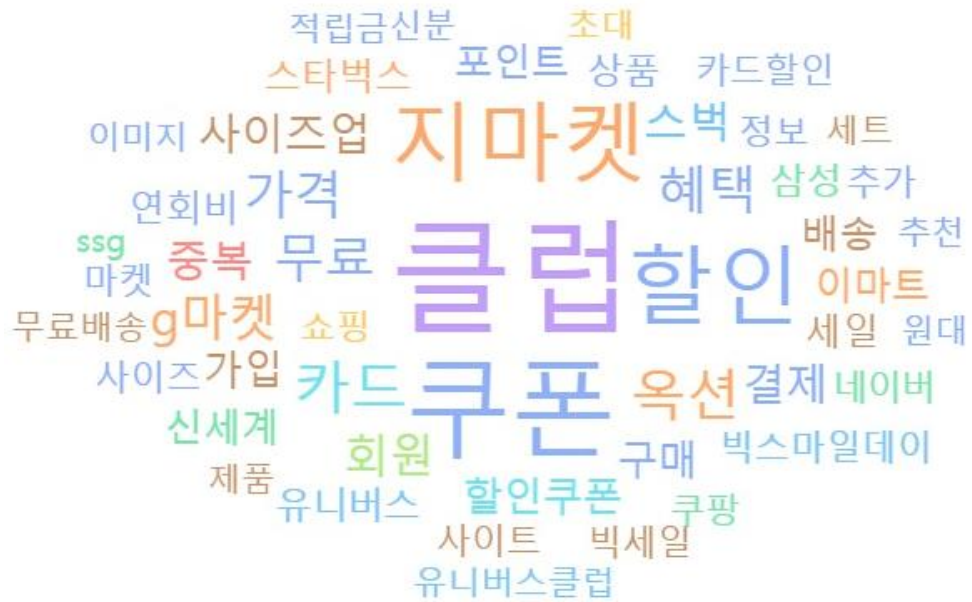 적립금신분 초대
스타벅스 포인트 상품 카드할인
이미지 사이즈업 지마켓 스벅 정보 세트
연회비 가격 혜택 삼성 추가
ssg 중복 무료 클럽 할인 배송 추천
마켓 이마트
무료배송 g마켓 쇼핑 세일 원대
사이즈 가입 카드 쿠폰 옥션 결제 네이버
신세계 회원 구매 빅스마일데이
제품 유니버스 할인쿠폰 쿠팡
사이트 빅세일
유니버스클럽